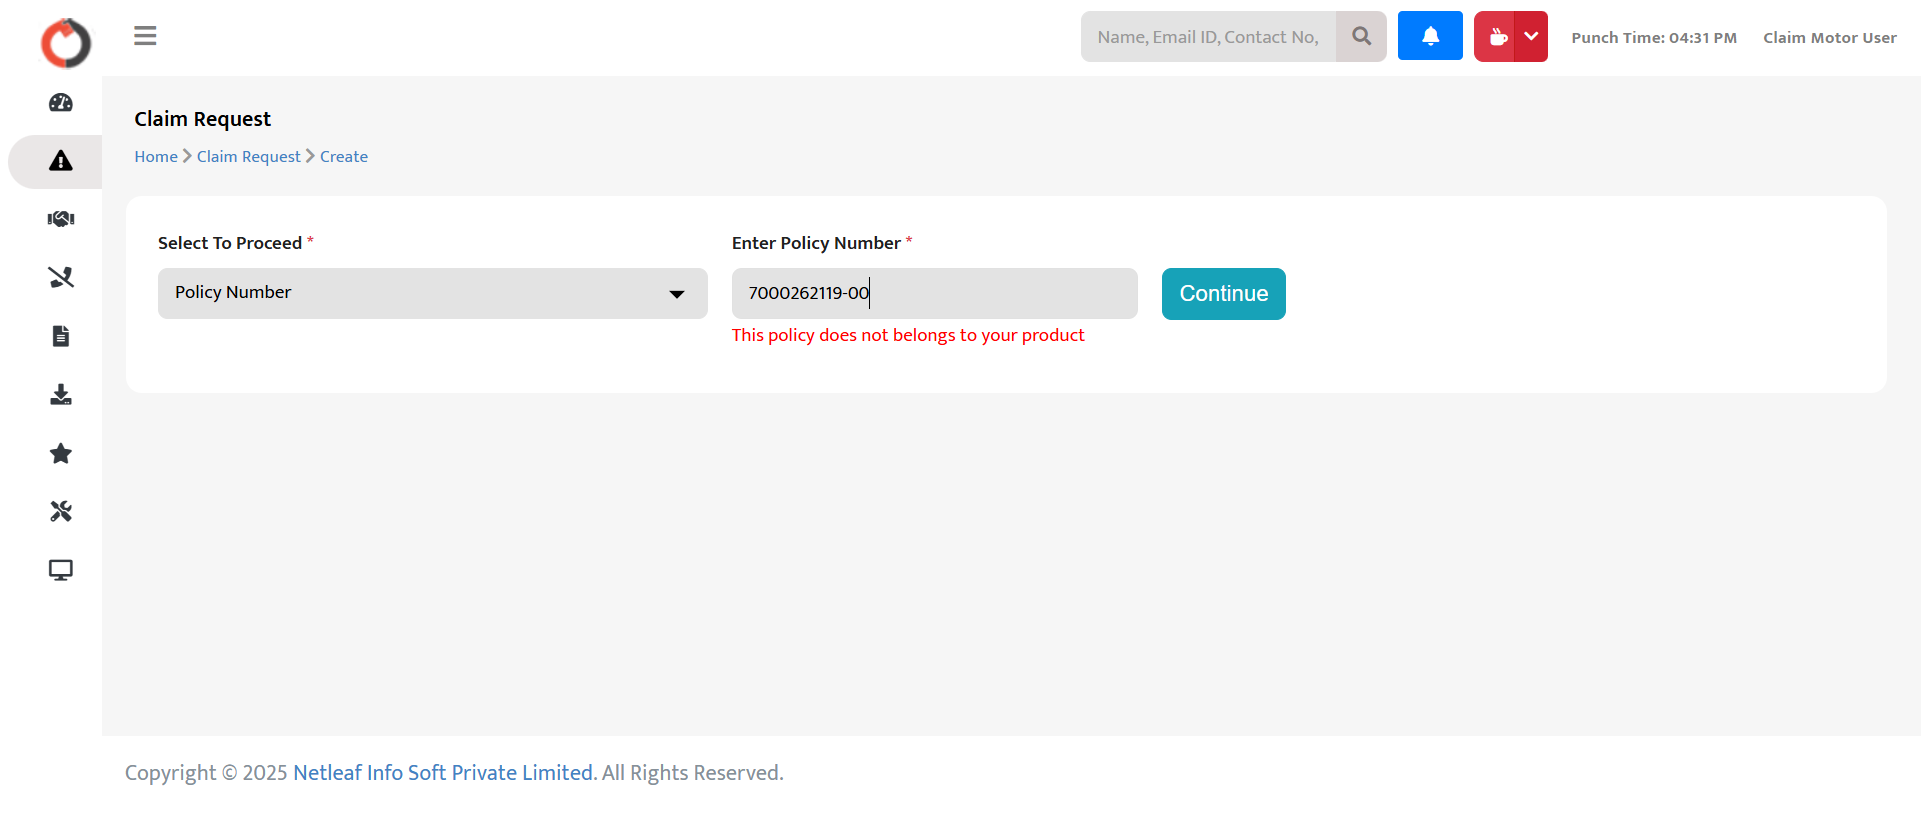 Name, Email ID, Contact No,
Punch Time: 04:31 PM
Claim Motor User
Claim Request
Home > Claim Request > Create
Select To Proceed *
Enter Policy Number *
Policy Number
7000262119-00
Continue
This policy does not belongs to your product
Copyright © 2025 Netleaf Info Soft Private Limited. All Rights Reserved.